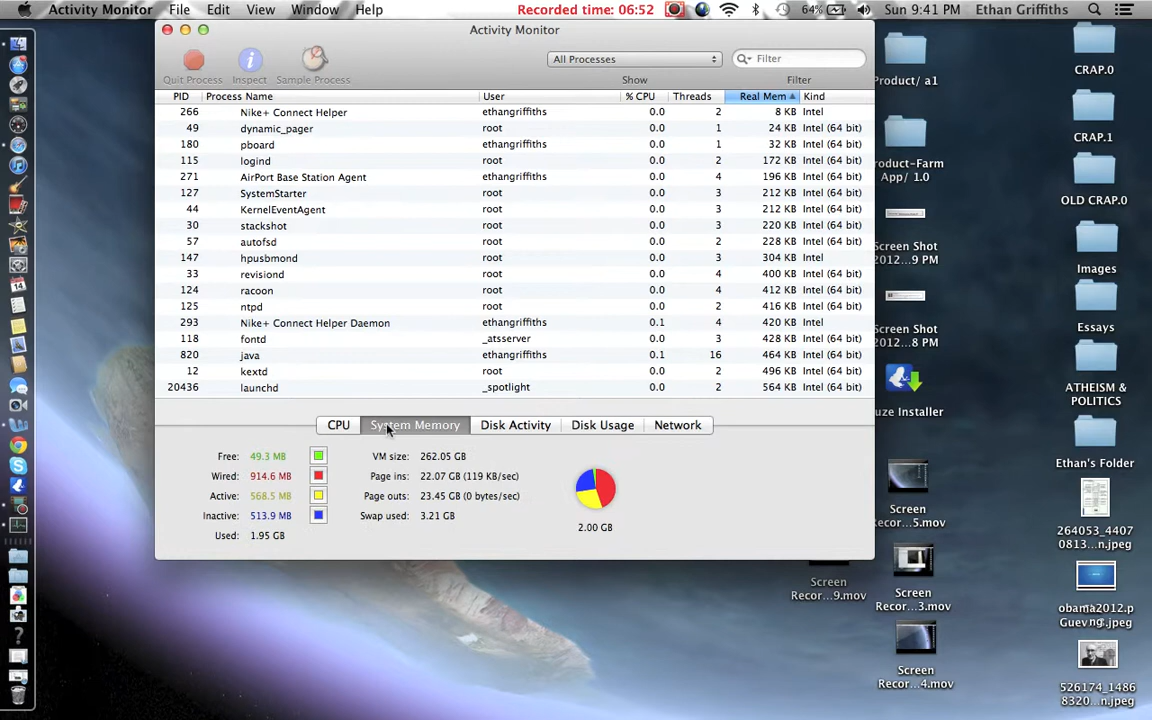 Activity Monitor File Edit View Window Help Recorded time: 06:52 64% Sun 9:41 PM Ethan Griffiths
Activity Monitor
All Processes Filter
Quit Process Inspect Sample Process Show Filter
PID Process Name User % CPU Threads Real Mem Kind
266 Nike+ Connect Helper ethangriffiths 0.0 2 8 KB Intel
49 dynamic_pager root 0.0 1 24 KB Intel (64 bit)
180 pboard ethangriffiths 0.0 1 32 KB Intel (64 bit)
115 logind root 0.0 2 172 KB Intel (64 bit)
271 AirPort Base Station Agent ethangriffiths 0.0 4 196 KB Intel (64 bit)
127 SystemStarter root 0.0 3 212 KB Intel (64 bit)
44 KernelEventAgent root 0.0 3 212 KB Intel (64 bit)
30 stackshot root 0.0 3 220 KB Intel (64 bit)
57 autofsd root 0.0 2 228 KB Intel (64 bit)
147 hpusbmond root 0.0 3 304 KB Intel
33 revisiond root 0.0 4 400 KB Intel (64 bit)
124 racoon root 0.0 4 412 KB Intel (64 bit)
125 ntpd root 0.0 2 416 KB Intel (64 bit)
293 Nike+ Connect Helper Daemon ethangriffiths 0.1 4 420 KB Intel
118 fontd _atsserver 0.0 3 428 KB Intel (64 bit)
820 java ethangriffiths 0.1 16 464 KB Intel (64 bit)
12 kextd root 0.0 2 496 KB Intel (64 bit)
20436 launchd _spotlight 0.0 2 564 KB Intel (64 bit)
CPU System Memory Disk Activity Disk Usage Network
Free: 49.3 MB VM size: 262.05 GB
Wired: 914.6 MB Page ins: 22.07 GB (119 KB/sec)
Active: 568.5 MB Page outs: 23.45 GB (0 bytes/sec)
Inactive: 513.9 MB Swap used: 3.21 GB
Used: 1.95 GB
2.00 GB
Product/ a1
roduct-Farm
App/ 1.0
Screen Shot
2012...9 PM
Screen Shot
2012...8 PM
uze Installer
Screen
Recor...5.mov
Screen
Recor...9.mov
Screen
Recor...3.mov
Screen
Recor...4.mov
CRAP.0
CRAP.1
OLD CRAP.0
Images
Essays
ATHEISM &
POLITICS
Ethan's Folder
264053_4407
0813...n.jpeg
obama2012.p
526174_1486
8320...n.jpeg
14